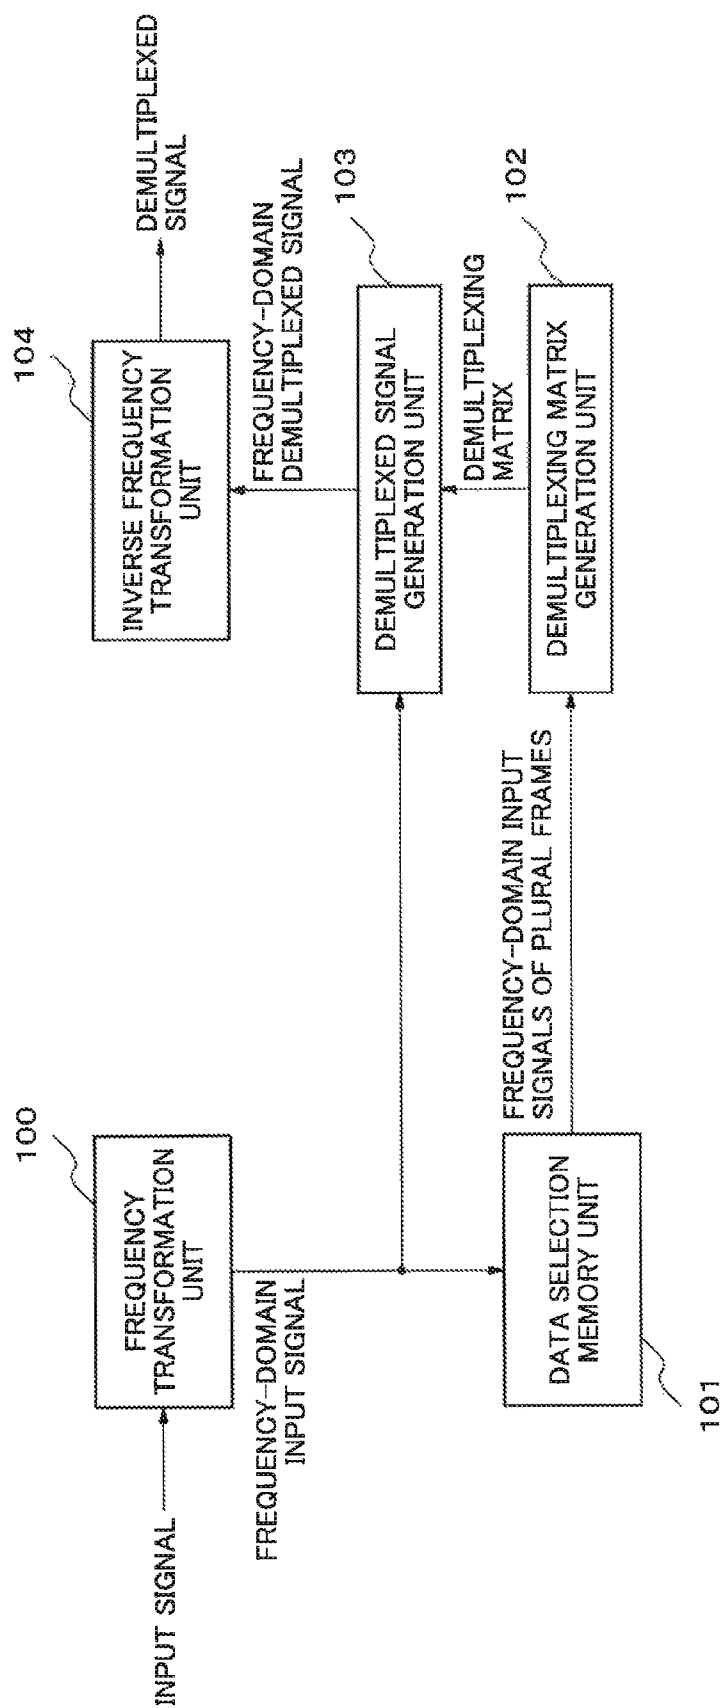 INPUT SIGNAL
100
FREQUENCY
TRANSFORMATION
UNIT
FREQUENCY-DOMAIN
INPUT SIGNAL
DATA SELECTION
MEMORY UNIT
101
FREQUENCY-DOMAIN INPUT
SIGNALS OF PLURAL FRAMES
DEMULTIPLEXING MATRIX
GENERATION UNIT
102
DEMULTIPLEXING
MATRIX
DEMULTIPLEXED SIGNAL
GENERATION UNIT
103
FREQUENCY-DOMAIN
DEMULTIPLEXED SIGNAL
INVERSE FREQUENCY
TRANSFORMATION
UNIT
104
DEMULTIPLEXED
SIGNAL